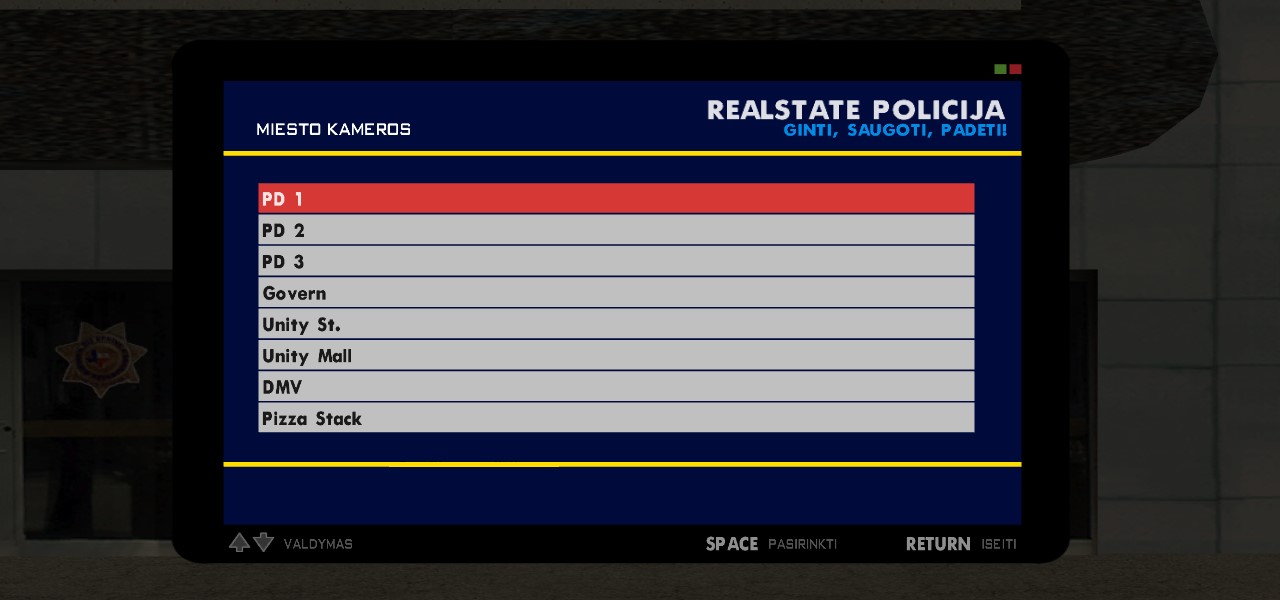 REALSTATE POLICIJA
MIESTO KAMEROS
GINTI, SAUGOTI, PADETI!
PD 1
PD 2
PD 3
Govern
Unity St.
Unity Mall
DMV
Pizza Stack
VALDYMAS SPACE PASIRINKTI RETURN ISEITI